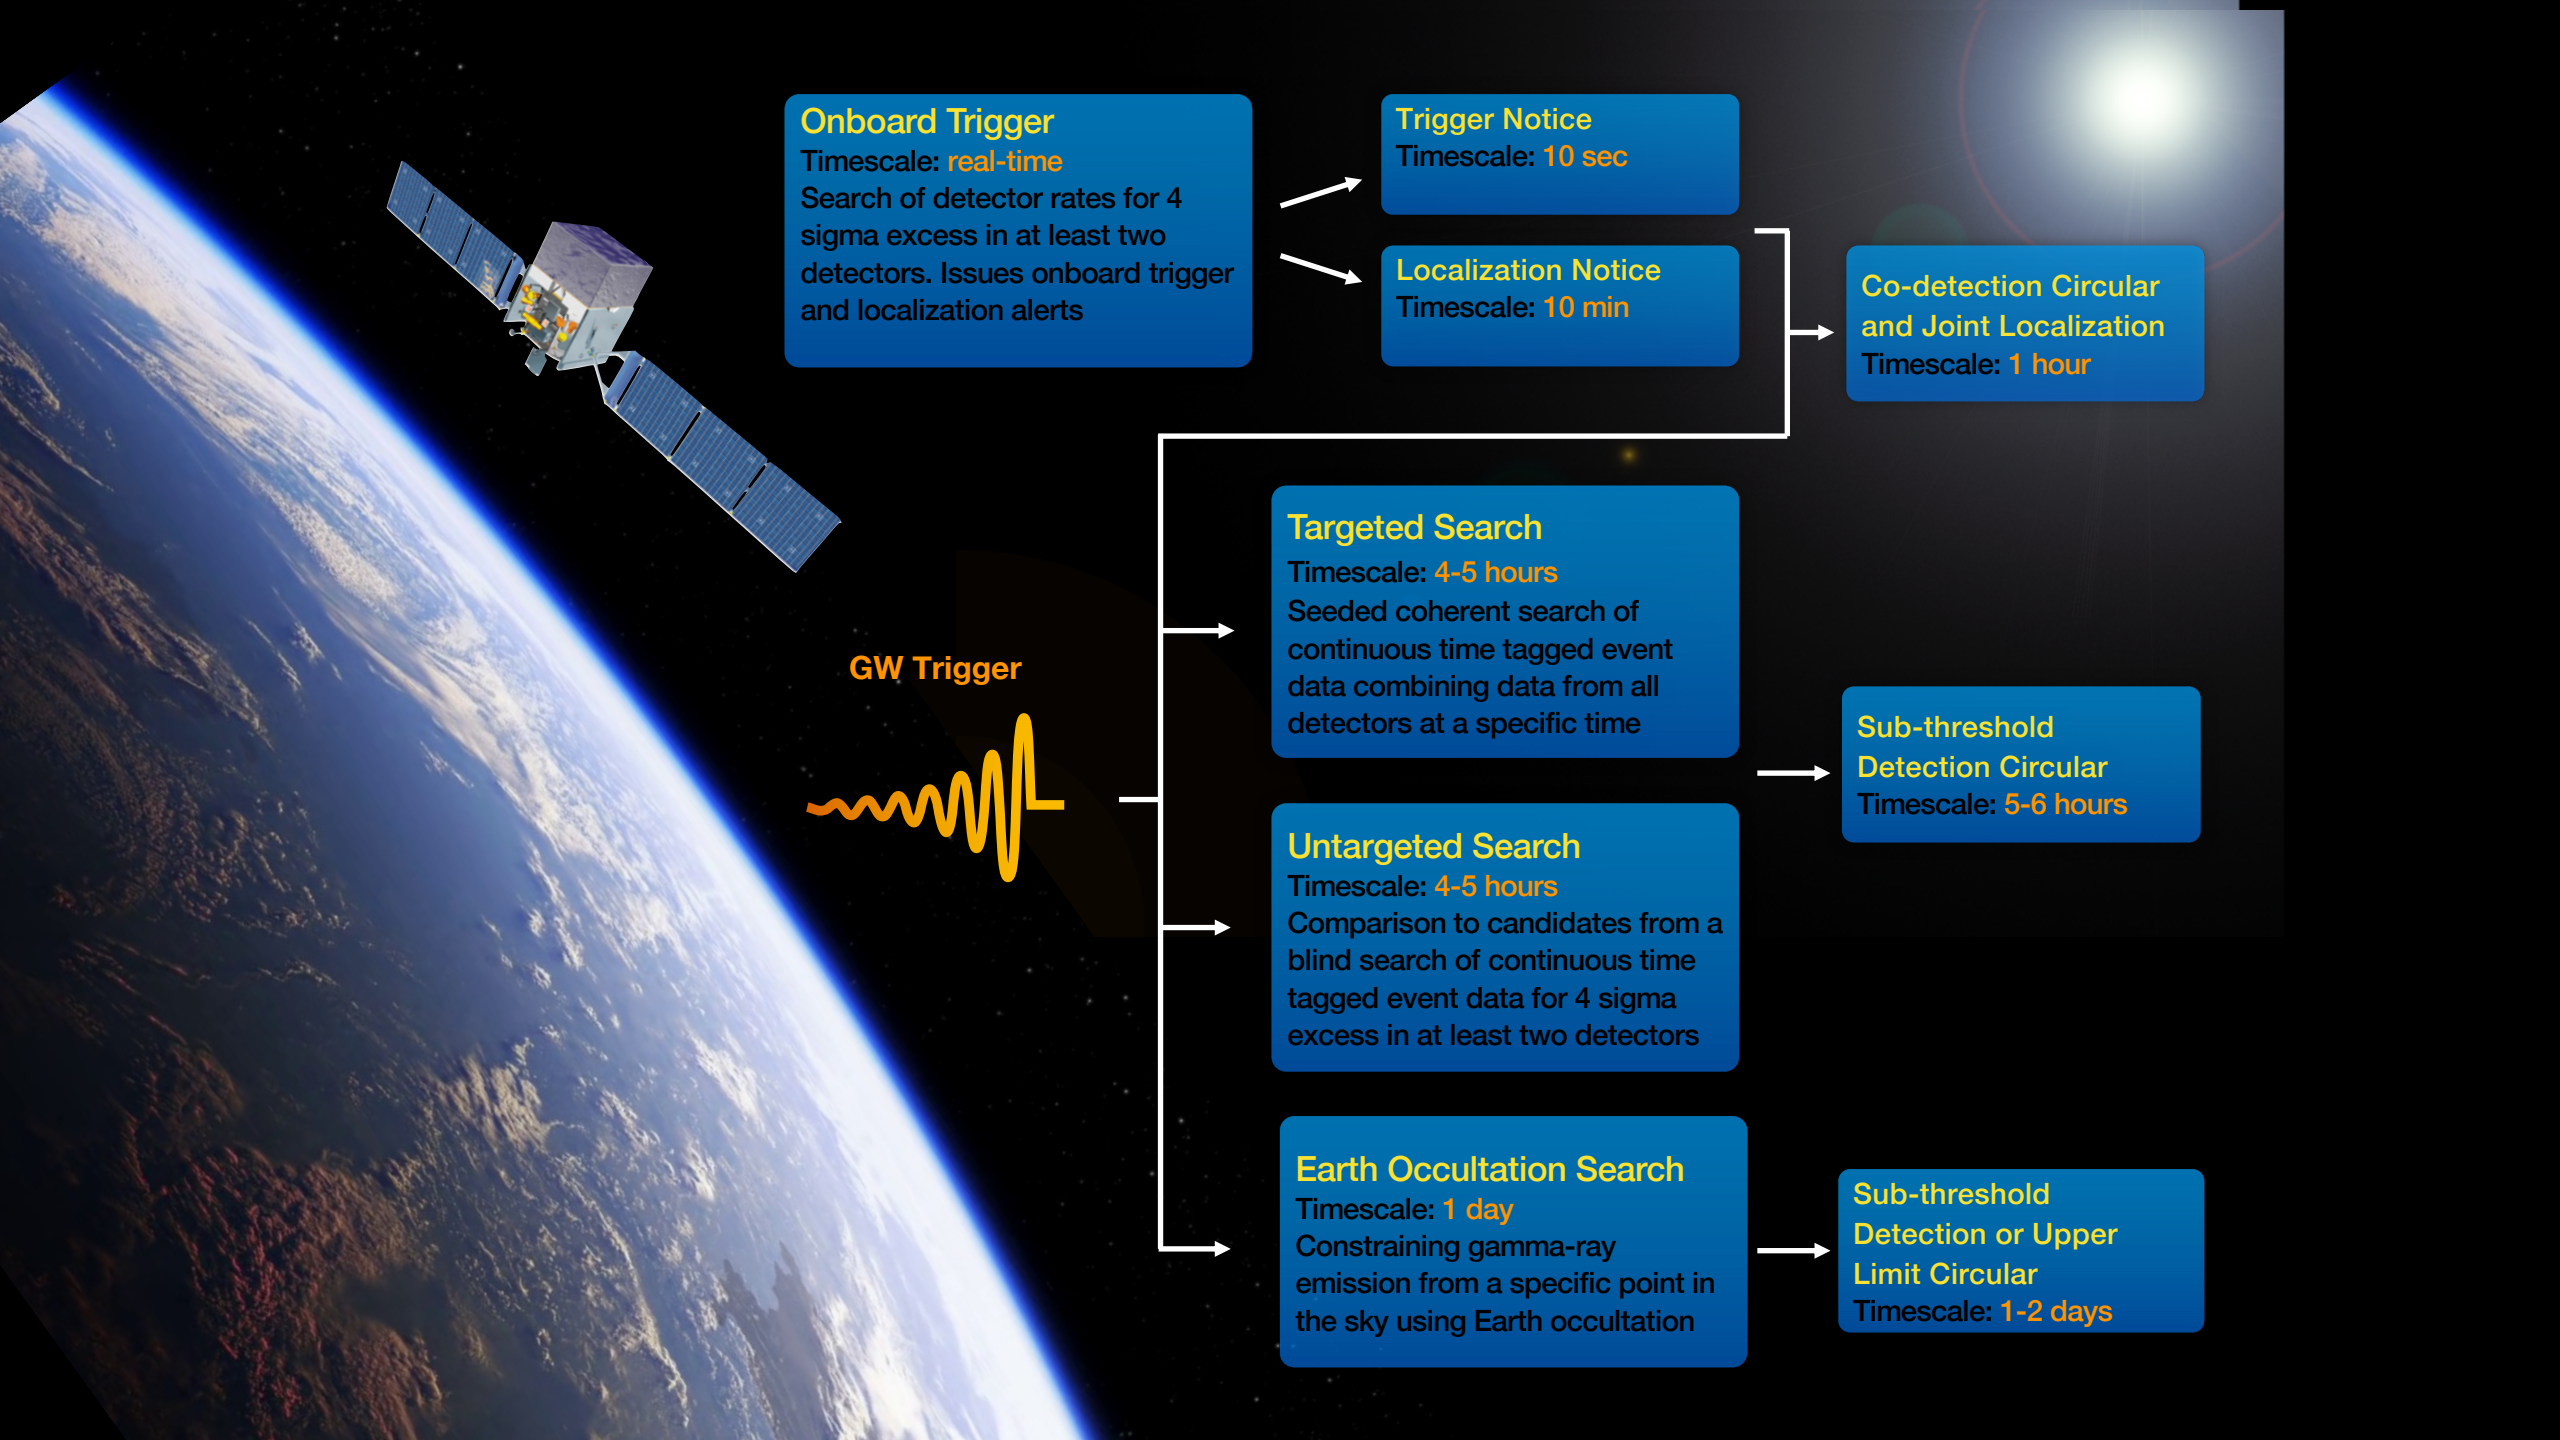 Onboard Trigger
Timescale: real-time
Search of detector rates for 4
sigma excess in at least two
detectors. Issues onboard trigger
and localization alerts
Trigger Notice
Timescale: 10 sec
Localization Notice
Timescale: 10 min
Co-detection Circular
and Joint Localization
Timescale: 1 hour
GW Trigger
Targeted Search
Timescale: 4-5 hours
Seeded coherent search of
continuous time tagged event
data combining data from all
detectors at a specific time
Untargeted Search
Timescale: 4-5 hours
Comparison to candidates from a
blind search of continuous time
tagged event data for 4 sigma
excess in at least two detectors
Sub-threshold
Detection Circular
Timescale: 5-6 hours
Earth Occultation Search
Timescale: 1 day
Constraining gamma-ray
emission from a specific point in
the sky using Earth occultation
Sub-threshold
Detection or Upper
Limit Circular
Timescale: 1-2 days